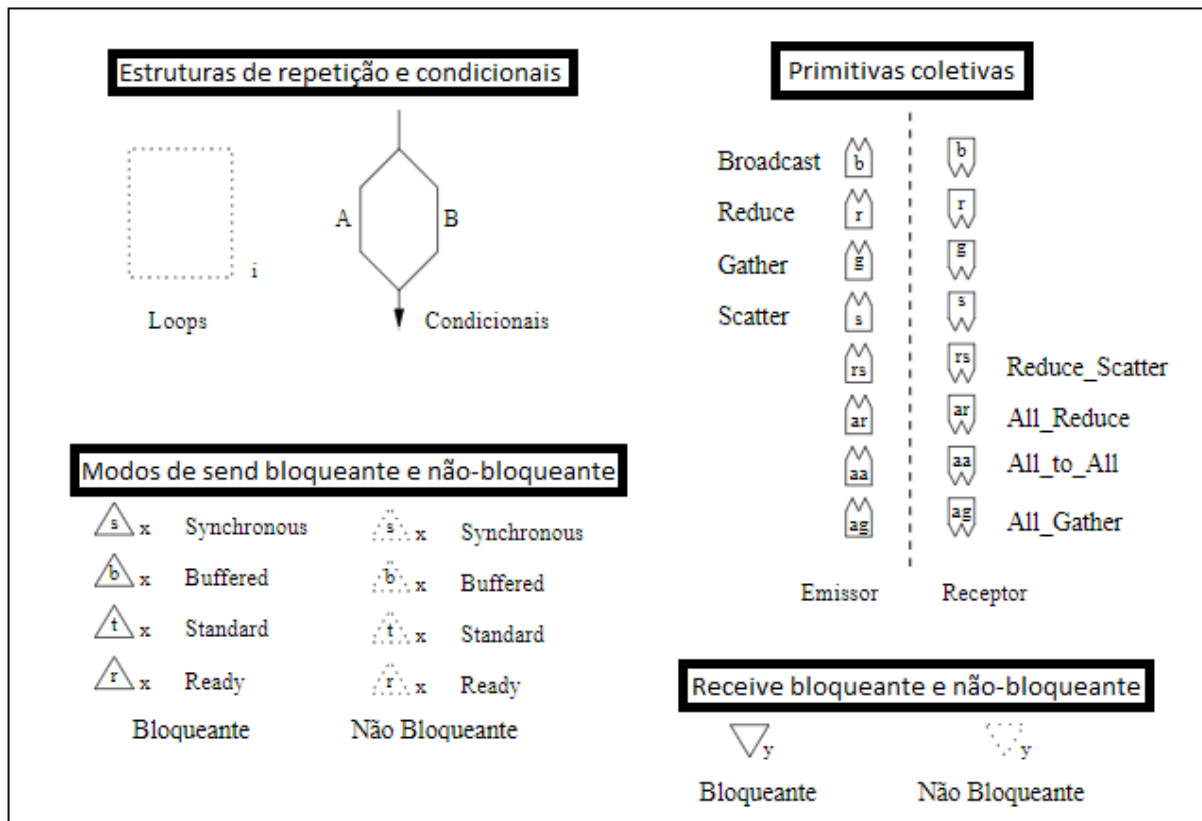 Estruturas de repetição e condicionais
A B
i
Loops
Condicionais
Modos de send bloqueante e não-bloqueante
s x Synchronous s x Synchronous
b x Buffered b x Buffered
t x Standard t x Standard
r x Ready r x Ready
Bloqueante Não Bloqueante
Primitivas coletivas
Broadcast b b
Reduce r r
Gather g g
Scatter s s
rs rs Reduce_Scatter
ar ar All_Reduce
aa aa All_to_All
ag ag All_Gather
Emissor Receptor
Receive bloqueante e não-bloqueante
y y
Bloqueante Não Bloqueante